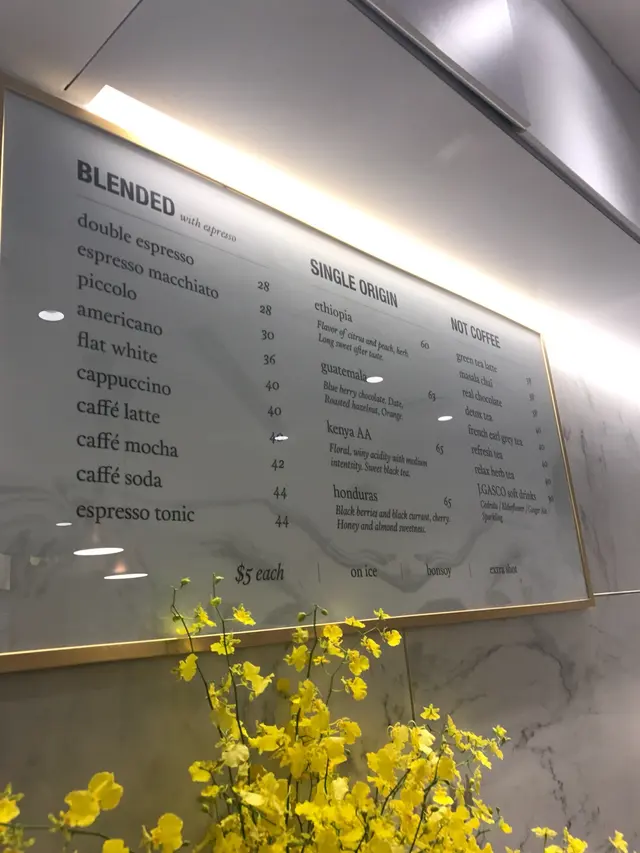 BLENDED with espresso
double espresso 28
espresso macchiato 28
piccolo 30
americano 36
flat white 40
cappuccino 40
caffé latte
caffé mocha 42
caffé soda 44
espresso tonic 44
SINGLE ORIGIN
ethiopia 60
Flavor of citrus and peach, herb.
Long sweet after taste.
guatemala 63
Blue berry chocolate, Date,
Roasted hazelnut, Orange.
kenya AA 65
Floral, winy acidity with medium
intentnity. Sweet black tea.
honduras 65
Black berries and black currant, cherry.
Honey and almond sweetness.
NOT COFFEE
green tea latte
masala chai
real chocolate
detox tea
french earl grey tea
refresh tea
relax herb tea
J.GASCO soft drinks
Sparkling
$5 each | on ice | bonsoy | extra shot